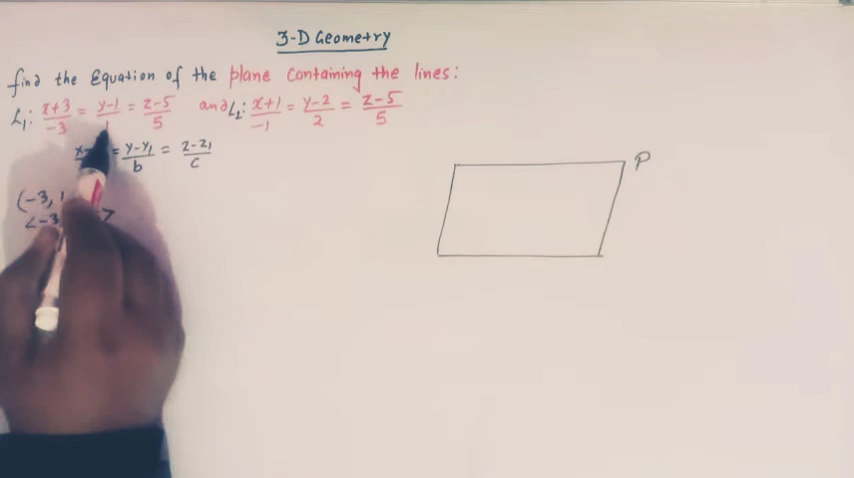 3-D Geometry
find the Equation of the plane Containing the lines:
L₁: x+3/-3 = y-1/1 = z-5/5 and L₂: x+1/-1 = y-2/2 = z-5/5
= y-y₁/b = z-z₁/c
(-3, 1
<-3 >
P